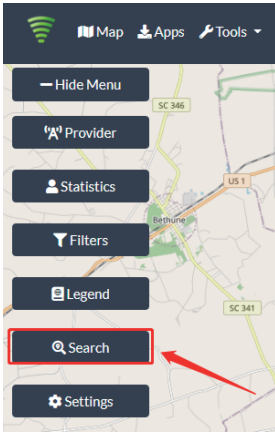 Map Apps Tools
Hide Menu
SC 346
Provider
US 1
Statistics
Bethune
Filters
Legend
SC 341
Search
Settings